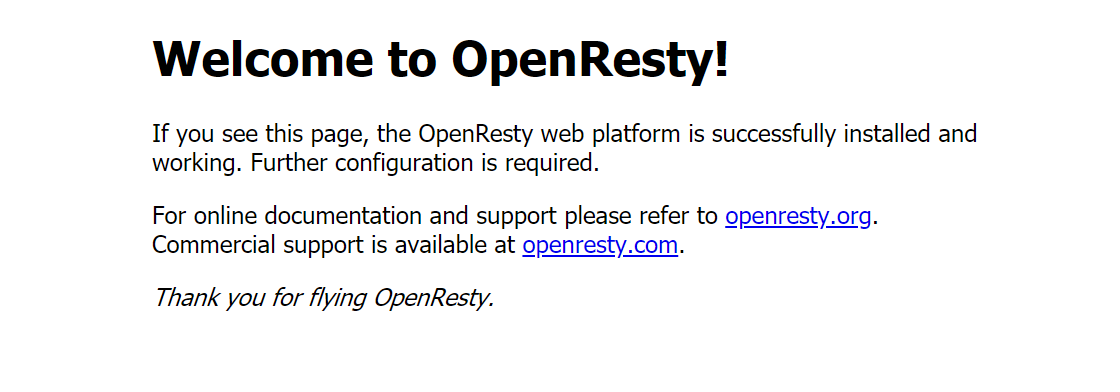 Welcome to OpenResty!
If you see this page, the OpenResty web platform is successfully installed and
working. Further configuration is required.
For online documentation and support please refer to openresty.org.
Commercial support is available at openresty.com.
Thank you for flying OpenResty.